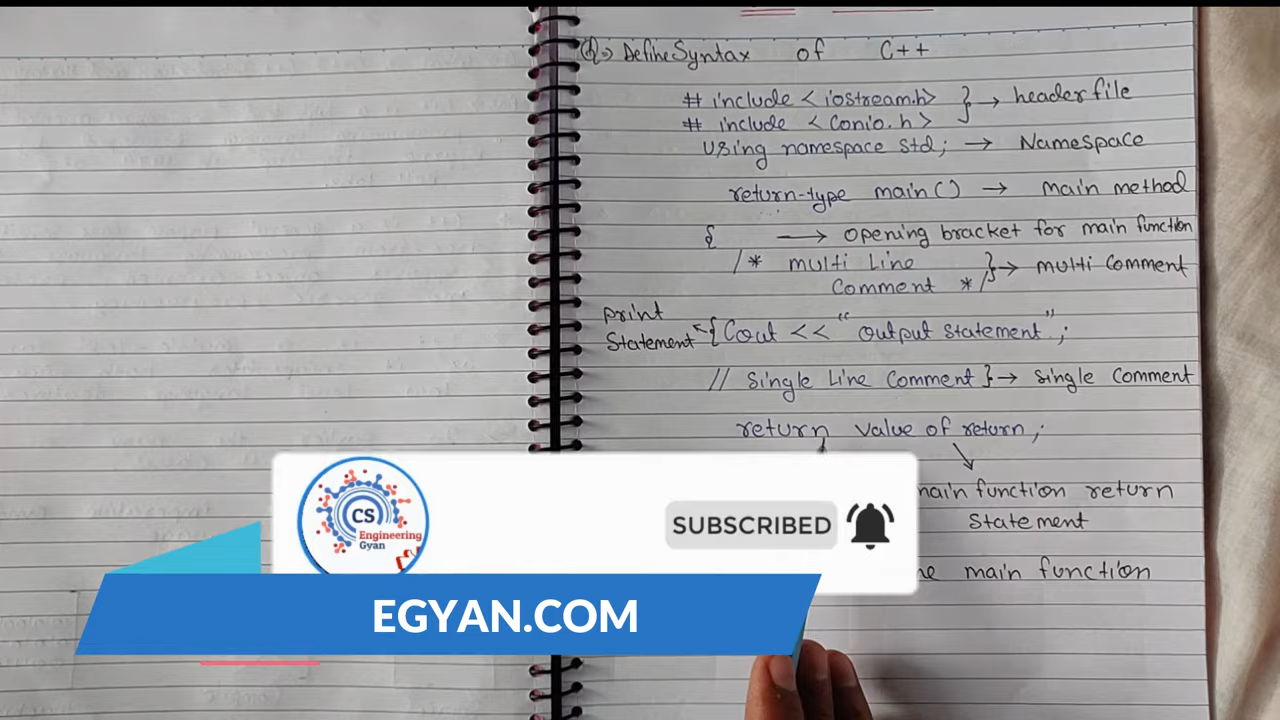 Q⇒ Define Syntax of C++
# include < iostream.h>
# include < Conio.h > } → header file
Using namespace std; → Namespace
return-type main() → Main method
{ → opening bracket for main function
/* multi Line
Comment */ } → multi Comment
print
Statement ← { Cout << “ output statement ”;
// Single Line Comment } → single Comment
return value of return;
function return
Statement
main function
CS
Engineering
Gyan
SUBSCRIBED
EGYAN.COM